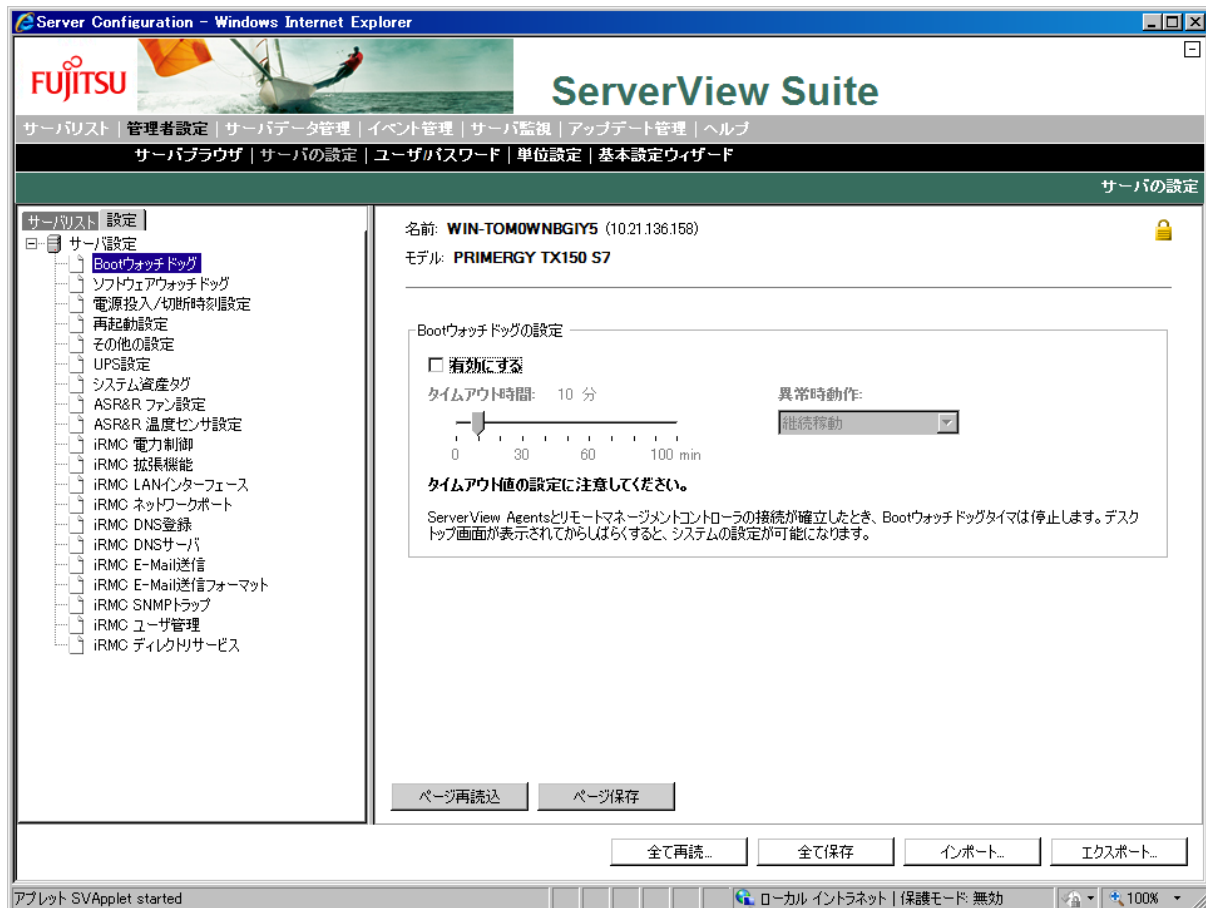 Server Configuration - Windows Internet Explorer
FUJITSU
ServerView Suite
サーバリスト | 管理者設定 | サーバデータ管理 | イベント管理 | サーバ監視 | アップデート管理 | ヘルプ
サーバブラウザ | サーバの設定 | ユーザ/パスワード | 単位設定 | 基本設定ウィザード
サーバの設定
サーバリスト 設定
サーバ設定
Bootウォッチドッグ
ソフトウェアウォッチドッグ
電源投入/切断時刻設定
再起動設定
その他の設定
UPS設定
システム資産タグ
ASR&R ファン設定
ASR&R 温度センサ設定
iRMC 電力制御
iRMC 拡張機能
iRMC LANインターフェース
iRMC ネットワークポート
iRMC DNS登録
iRMC DNSサーバ
iRMC E-Mail送信
iRMC E-Mail送信フォーマット
iRMC SNMPトラップ
iRMC ユーザ管理
iRMC ディレクトリサービス
名前: WIN-TOM0WNBGIY5 (10.21.136.158)
モデル: PRIMERGY TX150 S7
Bootウォッチドッグの設定
有効にする
タイムアウト時間: 10 分
異常時動作:
継続稼動
0 30 60 100 min
タイムアウト値の設定に注意してください。
ServerView Agentsとリモートマネージメントコントローラの接続が確立したとき、Bootウォッチドッグタイマは停止します。デスク
トップ画面が表示されてからしばらくすると、システムの設定が可能になります。
ページ再読込 ページ保存
全て再読... 全て保存 インポート... エクスポート...
アプレット SVApplet started
ローカル イントラネット | 保護モード: 無効
100%